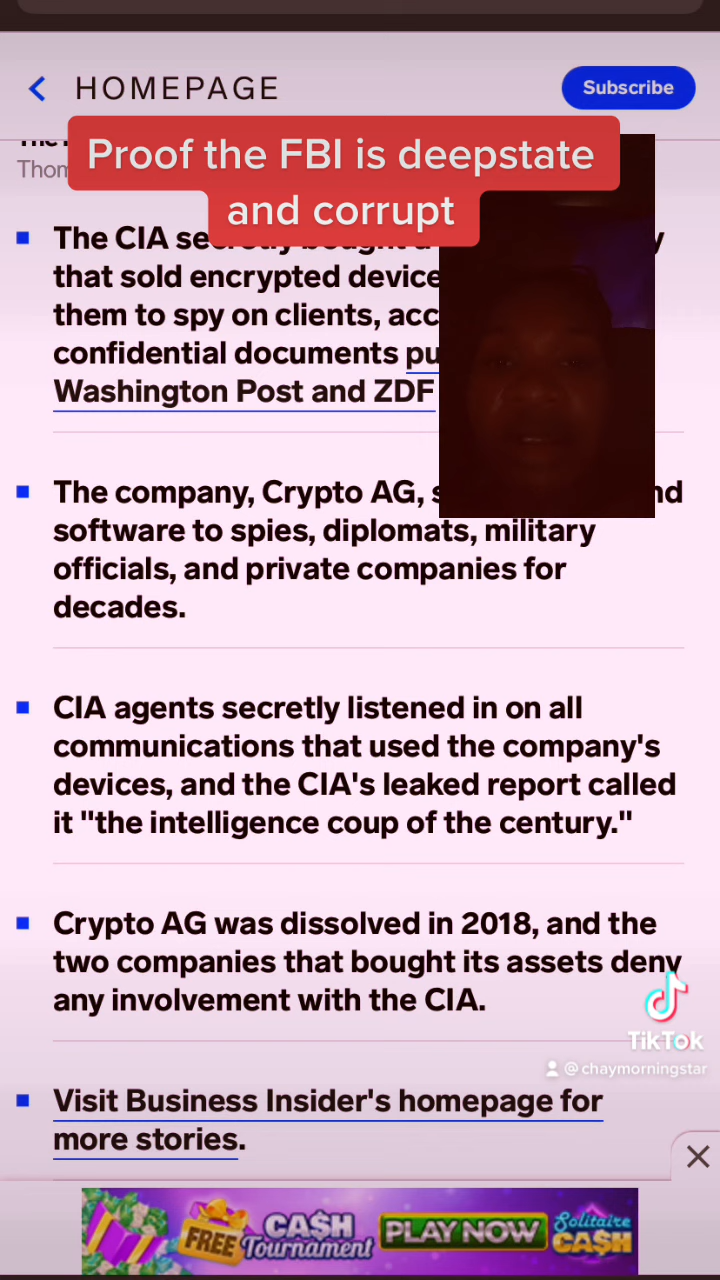 HOMEPAGE
Subscribe
Proof the FBI is deepstate
and corrupt
Thom
The CIA
that sold encrypted device
them to spy on clients, acc
confidential documents pu
Washington Post and ZDF
The company, Crypto AG, s nd
software to spies, diplomats, military
officials, and private companies for
decades.
CIA agents secretly listened in on all
communications that used the company's
devices, and the CIA's leaked report called
it "the intelligence coup of the century."
Crypto AG was dissolved in 2018, and the
two companies that bought its assets deny
any involvement with the CIA.
TikTok
@chaymorningstar
Visit Business Insider's homepage for
more stories.
FREE CA$H Tournament PLAY NOW Solitaire CA$H